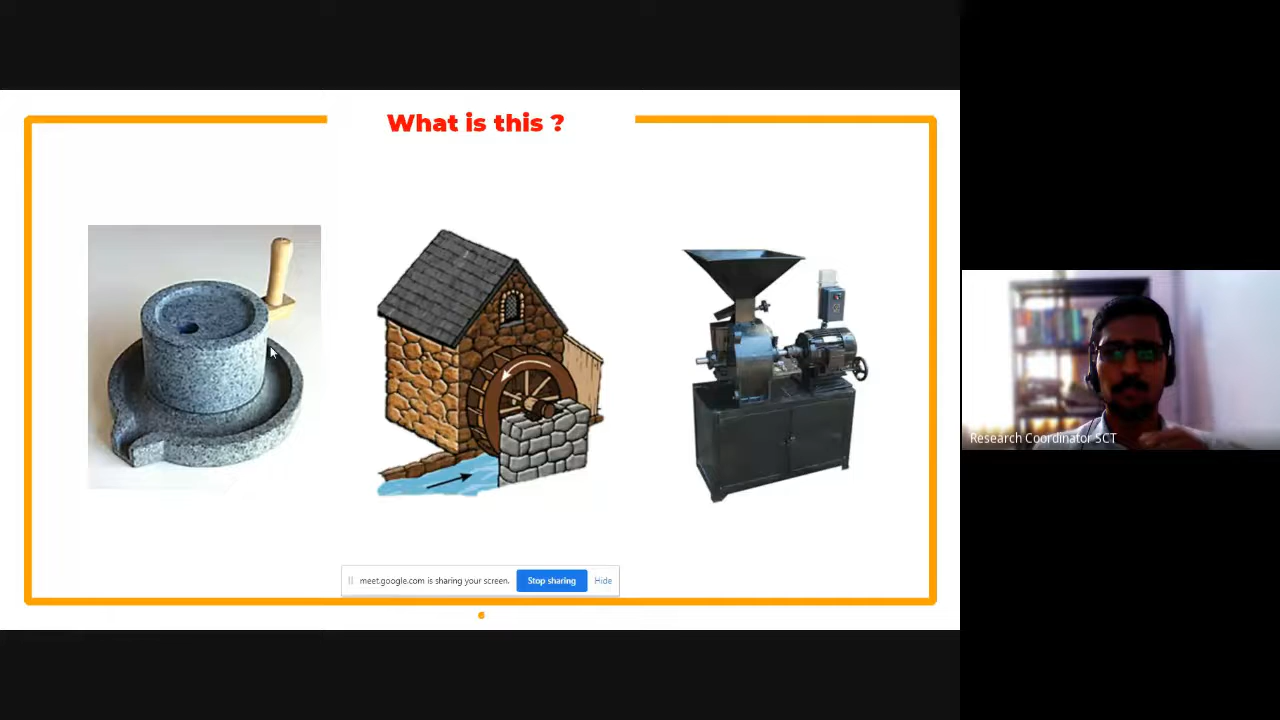 What is this ?
meet.google.com is sharing your screen.
Stop sharing
Hide
Research Coordinator SCT